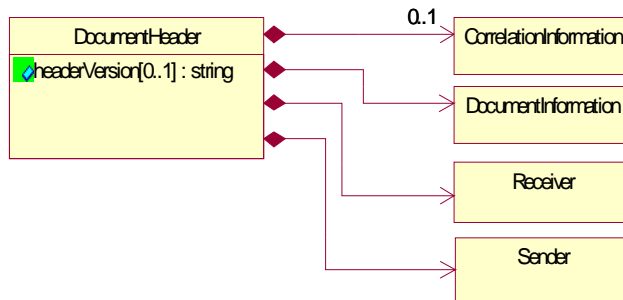 DocumentHeader
headerVersion[0..1] : string
0..1
CorrelationInformation
DocumentInformation
Receiver
Sender